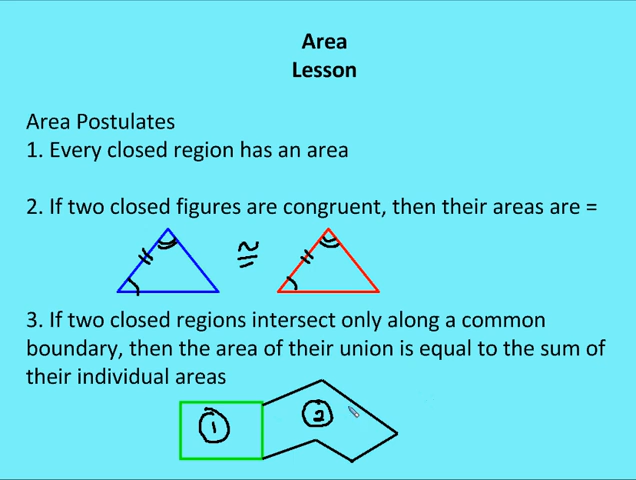 Area
Lesson
Area Postulates
1. Every closed region has an area
2. If two closed figures are congruent, then their areas are =
≅
3. If two closed regions intersect only along a common
boundary, then the area of their union is equal to the sum of
their individual areas
1 2